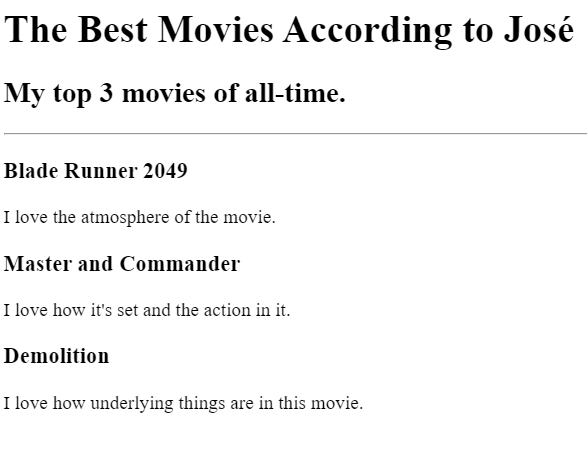 The Best Movies According to José
My top 3 movies of all-time.
Blade Runner 2049
I love the atmosphere of the movie.
Master and Commander
I love how it's set and the action in it.
Demolition
I love how underlying things are in this movie.